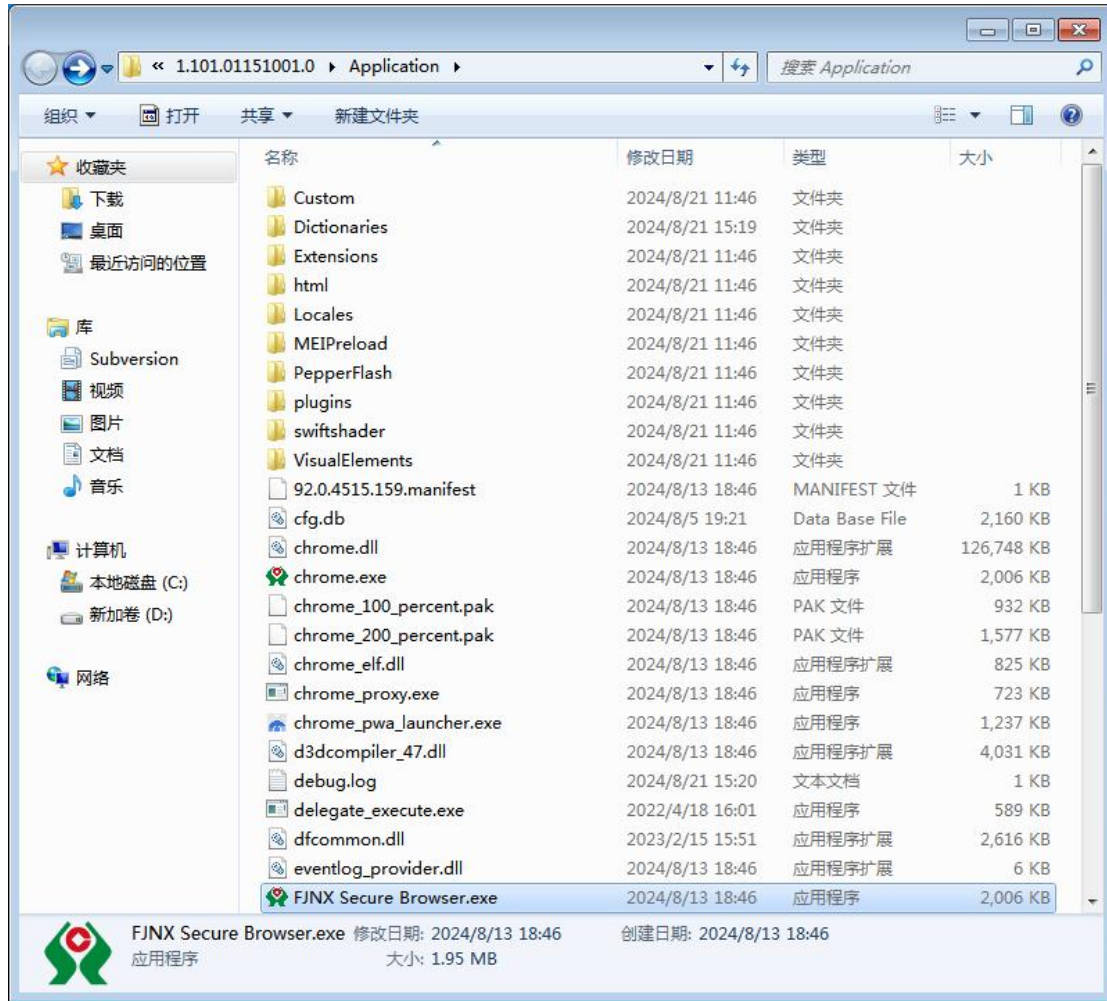 « 1.101.01151001.0 ▸ Application ▸ 搜索 Application
组织 打开 共享 新建文件夹
收藏夹
下载
桌面
最近访问的位置
库
Subversion
视频
图片
文档
音乐
计算机
本地磁盘 (C:)
新加卷 (D:)
网络
名称 修改日期 类型 大小
Custom 2024/8/21 11:46 文件夹
Dictionaries 2024/8/21 15:19 文件夹
Extensions 2024/8/21 11:46 文件夹
html 2024/8/21 11:46 文件夹
Locales 2024/8/21 11:46 文件夹
MEIPreload 2024/8/21 11:46 文件夹
PepperFlash 2024/8/21 11:46 文件夹
plugins 2024/8/21 11:46 文件夹
swiftshader 2024/8/21 11:46 文件夹
VisualElements 2024/8/21 11:46 文件夹
92.0.4515.159.manifest 2024/8/13 18:46 MANIFEST 文件 1 KB
cfg.db 2024/8/5 19:21 Data Base File 2,160 KB
chrome.dll 2024/8/13 18:46 应用程序扩展 126,748 KB
chrome.exe 2024/8/13 18:46 应用程序 2,006 KB
chrome_100_percent.pak 2024/8/13 18:46 PAK 文件 932 KB
chrome_200_percent.pak 2024/8/13 18:46 PAK 文件 1,577 KB
chrome_elf.dll 2024/8/13 18:46 应用程序扩展 825 KB
chrome_proxy.exe 2024/8/13 18:46 应用程序 723 KB
chrome_pwa_launcher.exe 2024/8/13 18:46 应用程序 1,237 KB
d3dcompiler_47.dll 2024/8/13 18:46 应用程序扩展 4,031 KB
debug.log 2024/8/21 15:20 文本文档 1 KB
delegate_execute.exe 2022/4/18 16:01 应用程序 589 KB
dfcommon.dll 2023/2/15 15:51 应用程序扩展 2,616 KB
eventlog_provider.dll 2024/8/13 18:46 应用程序扩展 6 KB
FJNX Secure Browser.exe 2024/8/13 18:46 应用程序 2,006 KB
FJNX Secure Browser.exe 修改日期: 2024/8/13 18:46 创建日期: 2024/8/13 18:46
应用程序 大小: 1.95 MB